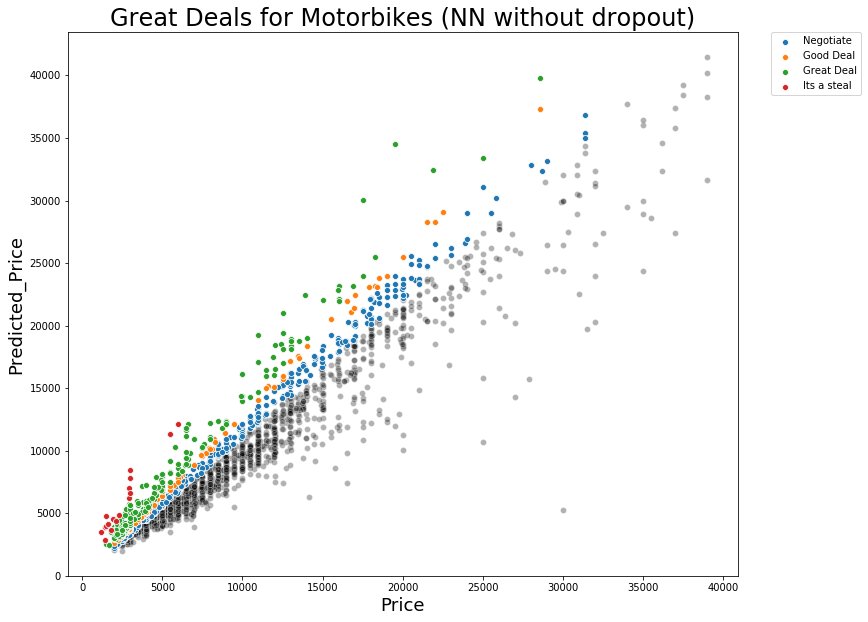 Great Deals for Motorbikes (NN without dropout)
Negotiate
Good Deal
Great Deal
Its a steal
Predicted_Price
40000
35000
30000
25000
20000
15000
10000
5000
0
0 5000 10000 15000 20000 25000 30000 35000 40000
Price